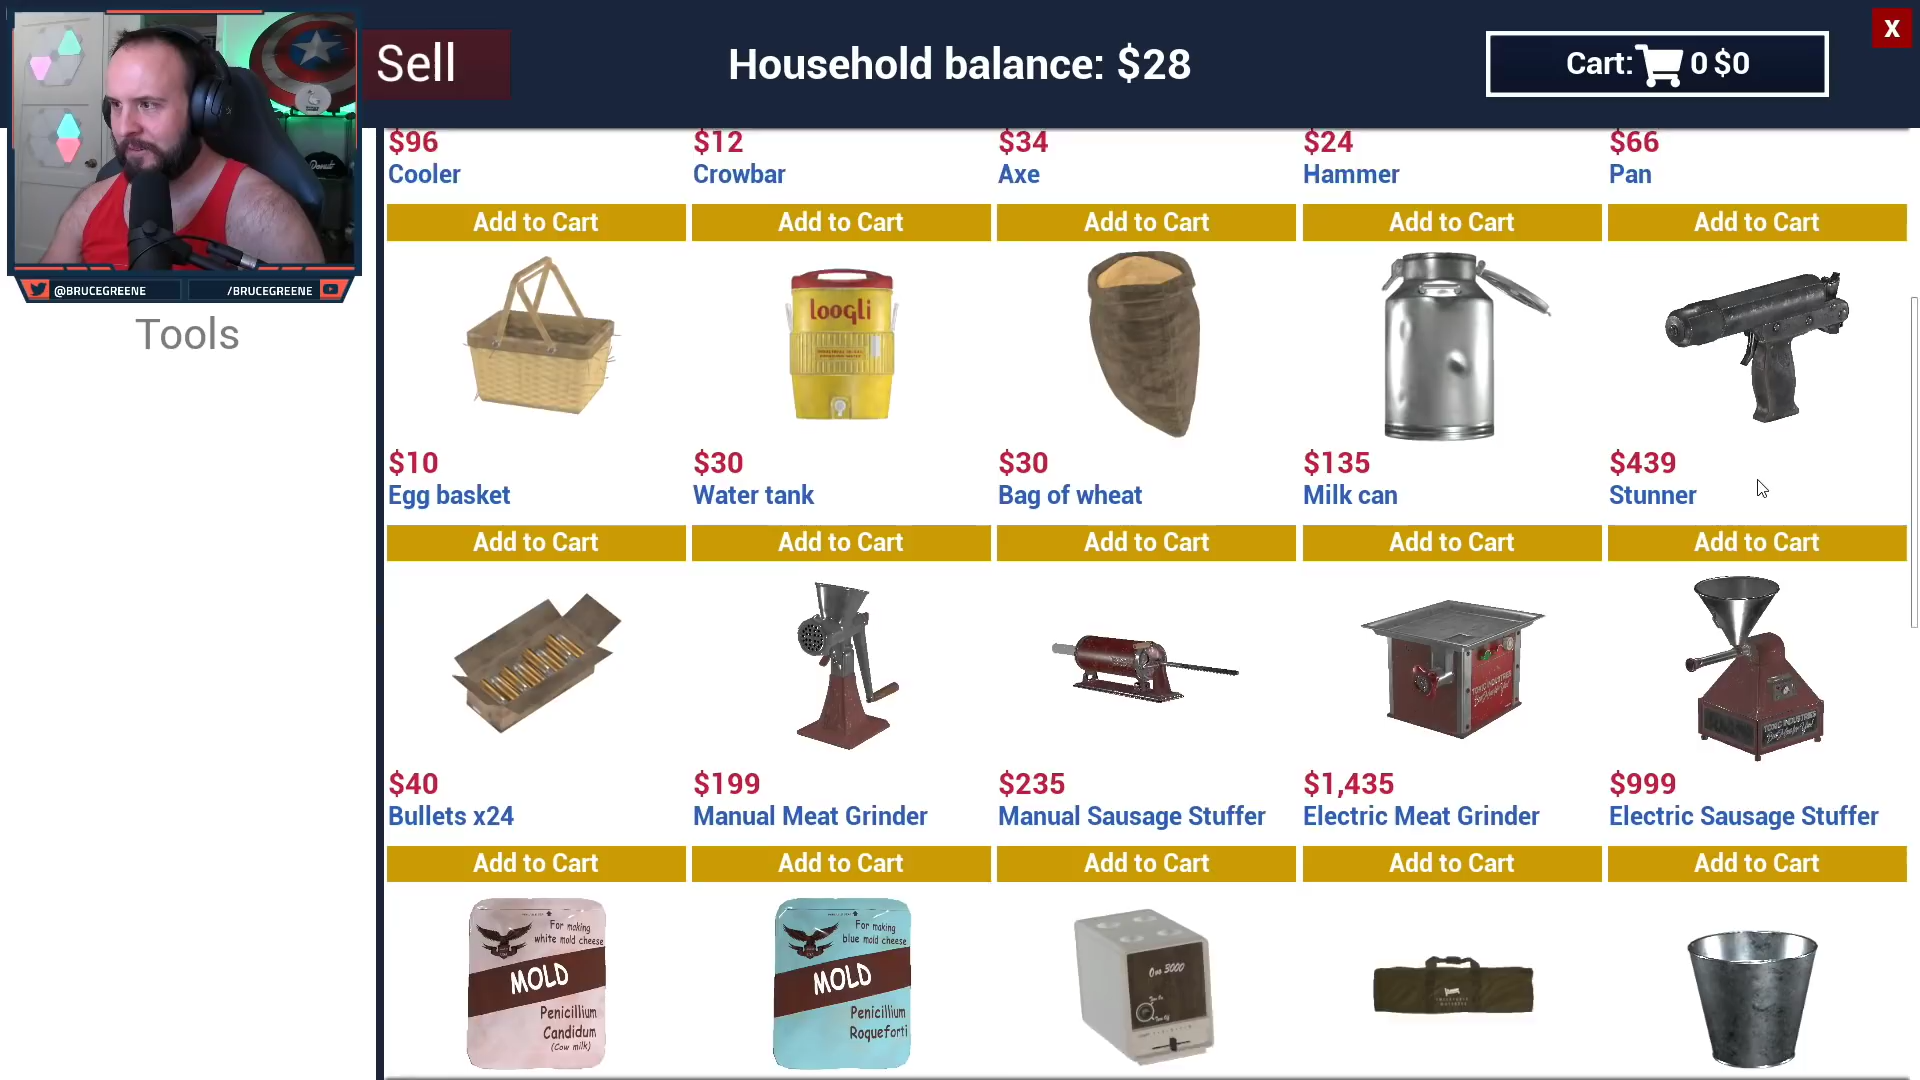 Sell
Household balance: $28
Cart: 0 $0
X
@BRUCEGREENE
/BRUCEGREENE
Tools
$96
Cooler
Add to Cart
$12
Crowbar
Add to Cart
$34
Axe
Add to Cart
$24
Hammer
Add to Cart
$66
Pan
Add to Cart
loogli
$10
Egg basket
Add to Cart
$30
Water tank
Add to Cart
$30
Bag of wheat
Add to Cart
$135
Milk can
Add to Cart
$439
Stunner
Add to Cart
TOXIC INDUSTRIES
TOXIC INDUSTRIES
$40
Bullets x24
Add to Cart
$199
Manual Meat Grinder
Add to Cart
$235
Manual Sausage Stuffer
Add to Cart
$1,435
Electric Meat Grinder
Add to Cart
$999
Electric Sausage Stuffer
Add to Cart
For making
white mold cheese
MOLD
Penicillium
Candidum
(Cow milk)
For making
blue mold cheese
MOLD
Penicillium
Roqueforti